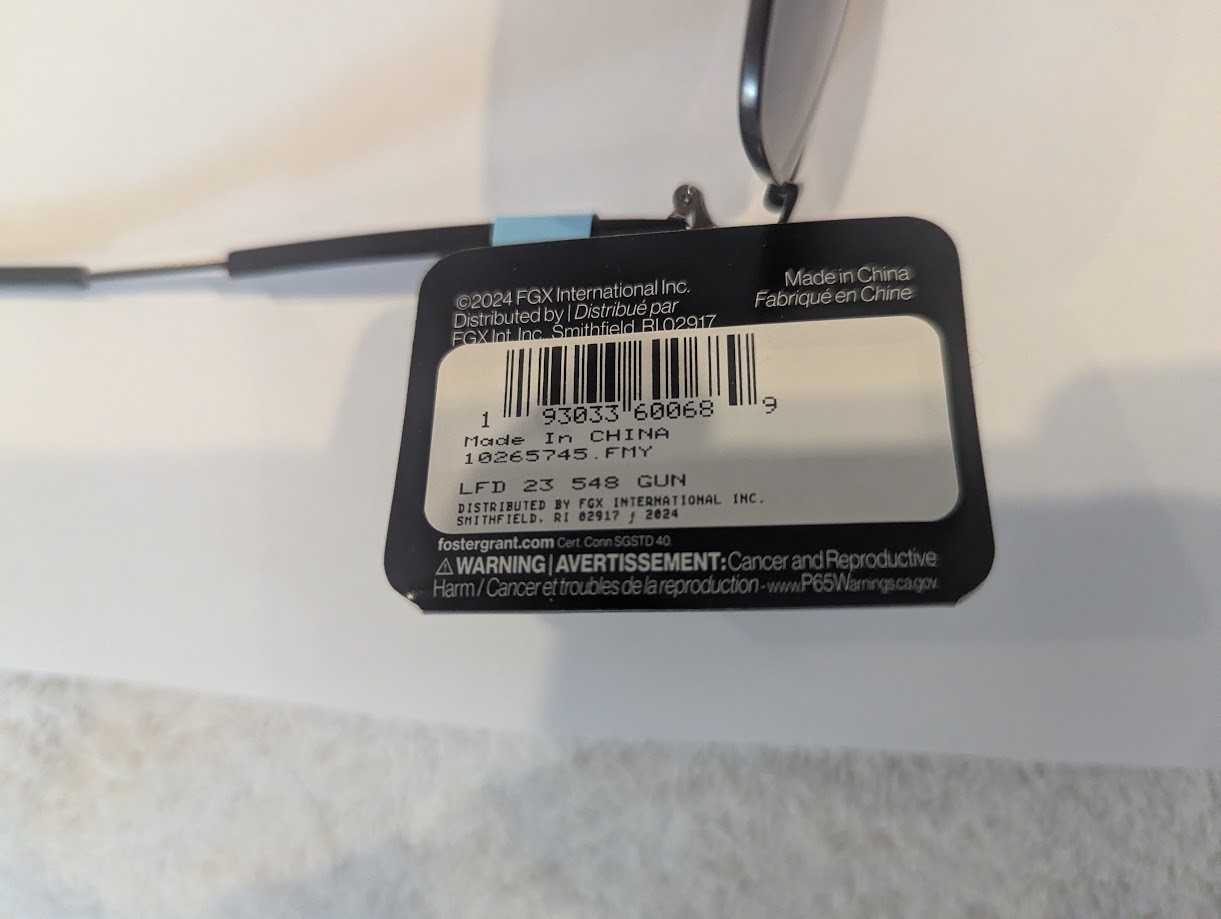 ©2024 FGX International Inc.
Distributed by | Distribué par
FGX Int. Inc. Smithfield, RI 02917
Made in China
Fabriqué en Chine
1 93033 60068 9
Made In CHINA
10265745.FMY
LFD 23 548 GUN
DISTRIBUTED BY FGX INTERNATIONAL INC.
SMITHFIELD, RI 02917 / 2024
fostergrant.com Cert. Conn SGSTD 40
⚠ WARNING | AVERTISSEMENT: Cancer and Reproductive
Harm / Cancer et troubles de la reproduction - www.P65Warnings.ca.gov